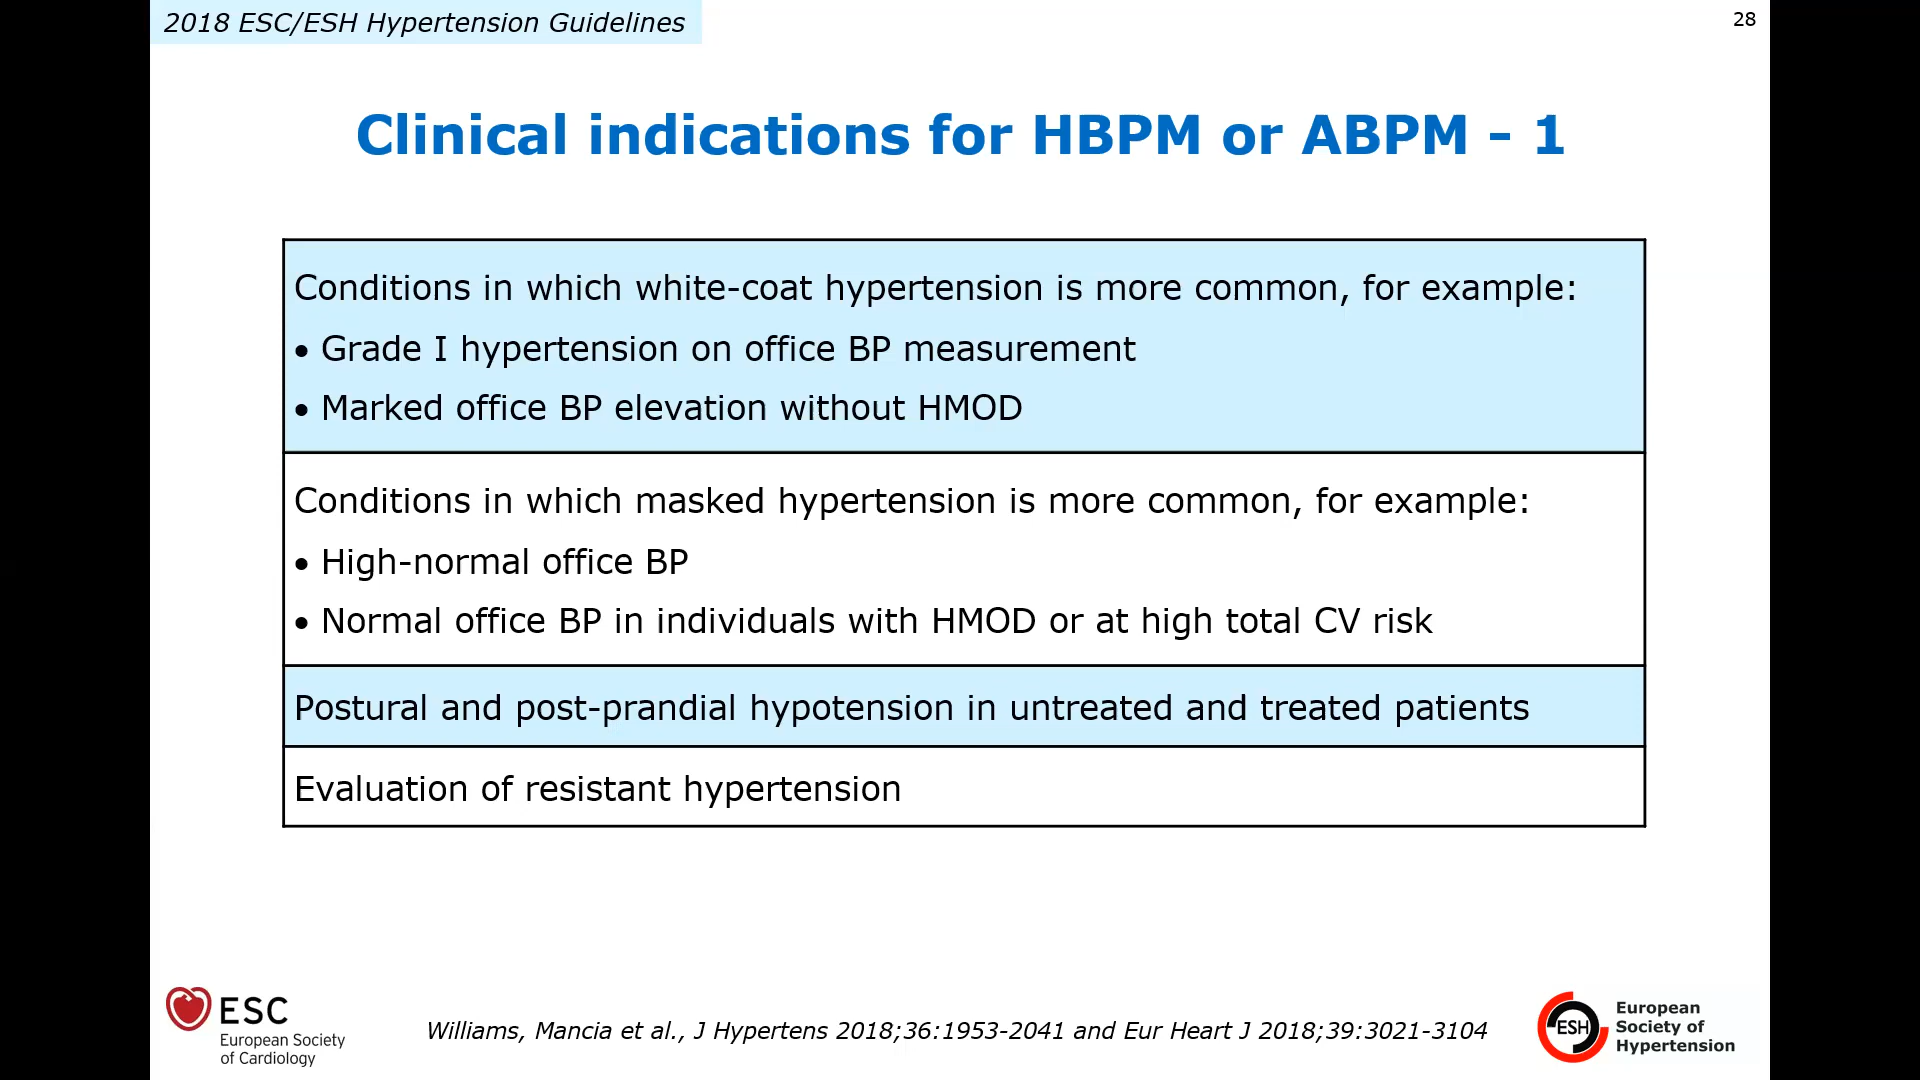 2018 ESC/ESH Hypertension Guidelines
28
Clinical indications for HBPM or ABPM - 1
Conditions in which white-coat hypertension is more common, for example:
• Grade I hypertension on office BP measurement
• Marked office BP elevation without HMOD
Conditions in which masked hypertension is more common, for example:
• High-normal office BP
• Normal office BP in individuals with HMOD or at high total CV risk
Postural and post-prandial hypotension in untreated and treated patients
Evaluation of resistant hypertension
ESC
European Society
of Cardiology
Williams, Mancia et al., J Hypertens 2018;36:1953-2041 and Eur Heart J 2018;39:3021-3104
ESH
European
Society of
Hypertension